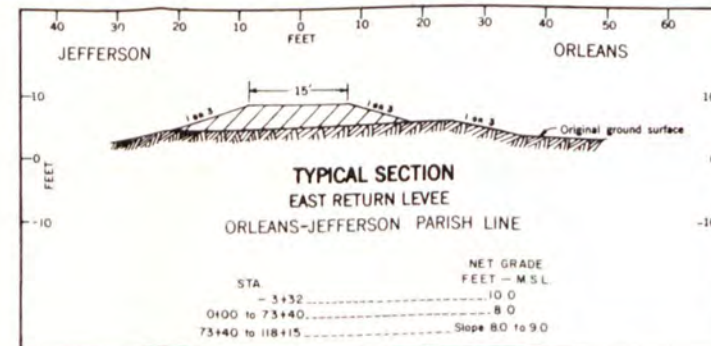 40 30 20 10 0 10 20 30 40 50 60
FEET
JEFFERSON ORLEANS
15'
10 10
1 on 3 1 on 3 1 on 3
Original ground surface
0 0
FEET
-10 -10
TYPICAL SECTION
EAST RETURN LEVEE
ORLEANS-JEFFERSON PARISH LINE
NET GRADE
STA. FEET - M.S.L.
- 3+32 10.0
0+00 to 73+40 8.0
73+40 to 118+15 Slope 8.0 to 9.0